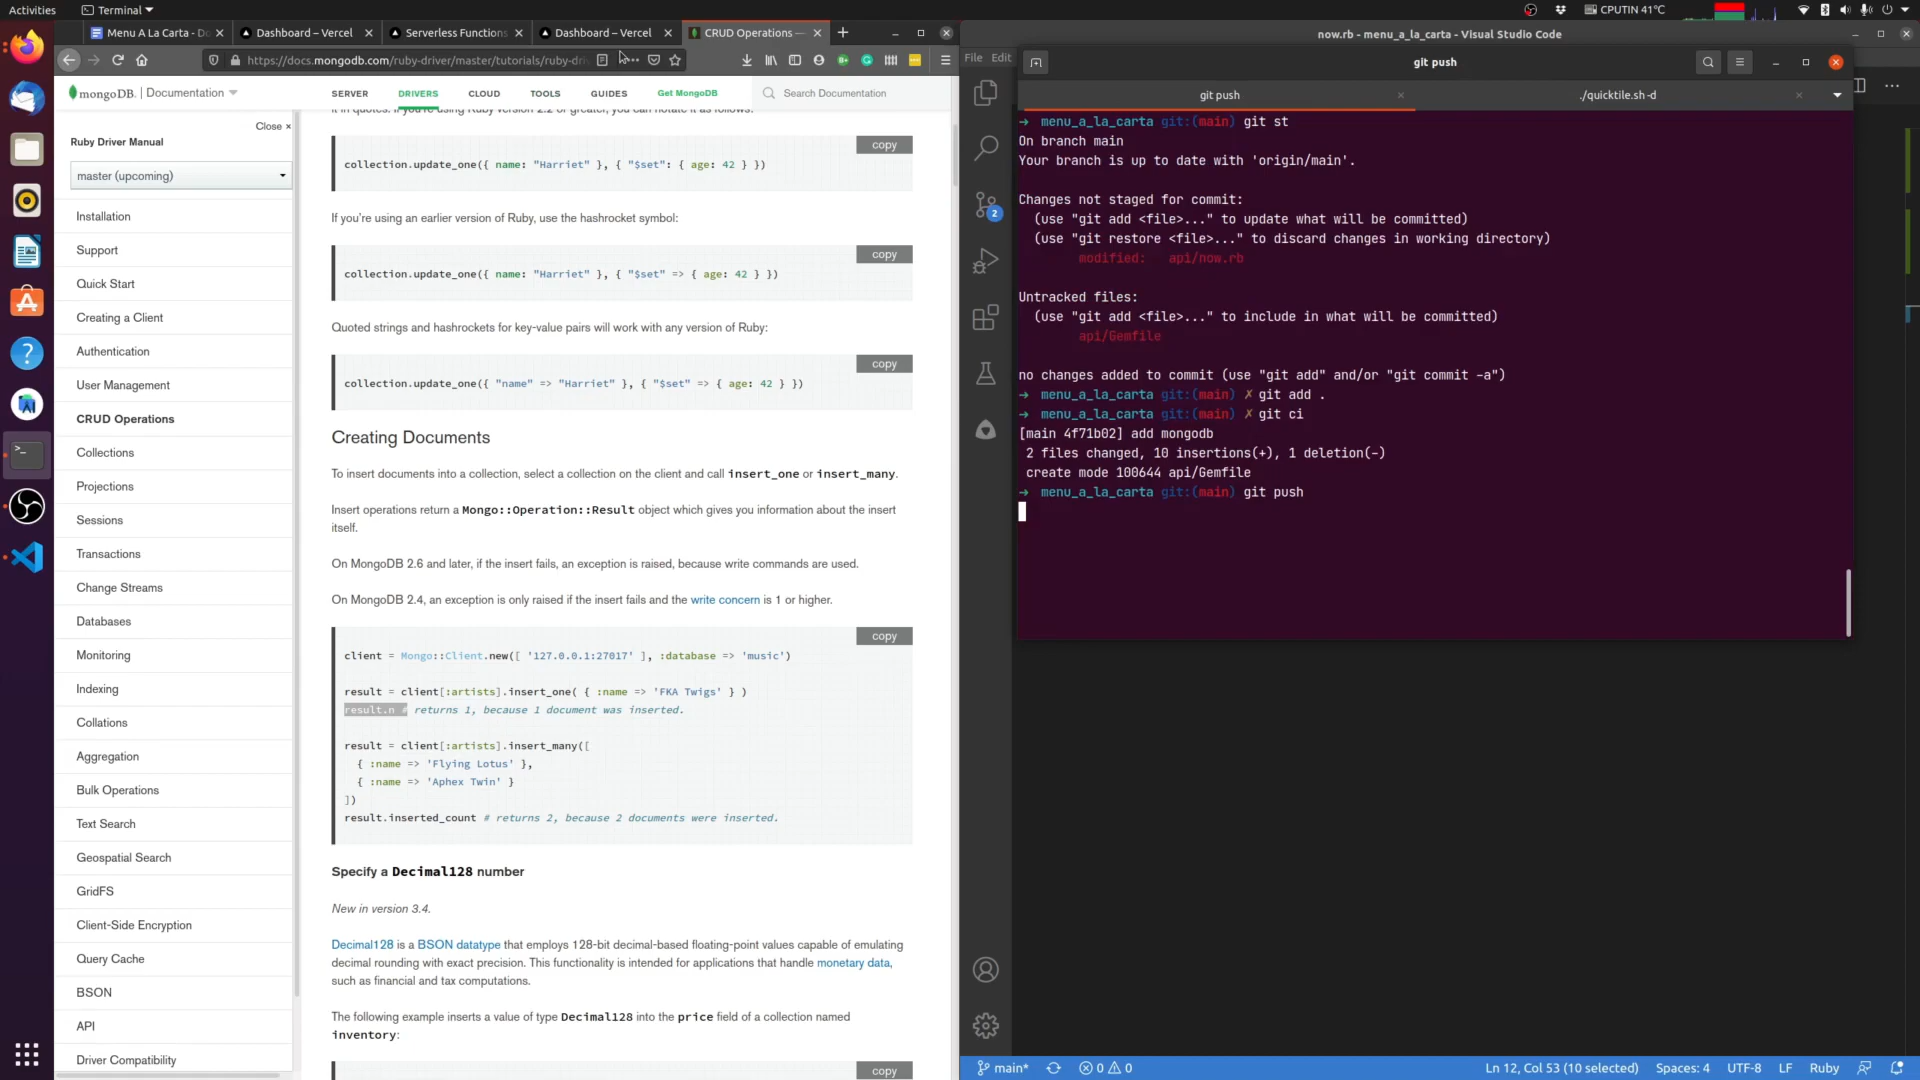 Activities
Terminal
CPUTIN 41°C
Menu A La Carta - Do
Dashboard – Vercel
Serverless Functions
Dashboard – Vercel
CRUD Operations —
https://docs.mongodb.com/ruby-driver/master/tutorials/ruby-dri
mongoDB. | Documentation
SERVER
DRIVERS
CLOUD
TOOLS
GUIDES
Get MongoDB
Search Documentation
Close ×
Ruby Driver Manual
master (upcoming)
Installation
Support
Quick Start
Creating a Client
Authentication
User Management
CRUD Operations
Collections
Projections
Sessions
Transactions
Change Streams
Databases
Monitoring
Indexing
Collations
Aggregation
Bulk Operations
Text Search
Geospatial Search
GridFS
Client-Side Encryption
Query Cache
BSON
API
Driver Compatibility
copy
collection.update_one({ name: "Harriet" }, { "$set": { age: 42 } })
If you're using an earlier version of Ruby, use the hashrocket symbol:
copy
collection.update_one({ name: "Harriet" }, { "$set" => { age: 42 } })
Quoted strings and hashrockets for key-value pairs will work with any version of Ruby:
copy
collection.update_one({ "name" => "Harriet" }, { "$set" => { age: 42 } })
Creating Documents
To insert documents into a collection, select a collection on the client and call insert_one or insert_many.
Insert operations return a Mongo::Operation::Result object which gives you information about the insert
itself.
On MongoDB 2.6 and later, if the insert fails, an exception is raised, because write commands are used.
On MongoDB 2.4, an exception is only raised if the insert fails and the write concern is 1 or higher.
copy
client = Mongo::Client.new([ '127.0.0.1:27017' ], :database => 'music')
result = client[:artists].insert_one( { :name => 'FKA Twigs' } )
result.n # returns 1, because 1 document was inserted.
result = client[:artists].insert_many([
{ :name => 'Flying Lotus' },
{ :name => 'Aphex Twin' }
])
result.inserted_count # returns 2, because 2 documents were inserted.
Specify a Decimal128 number
New in version 3.4.
Decimal128 is a BSON datatype that employs 128-bit decimal-based floating-point values capable of emulating
decimal rounding with exact precision. This functionality is intended for applications that handle monetary data,
such as financial and tax computations.
The following example inserts a value of type Decimal128 into the price field of a collection named
inventory:
copy
now.rb - menu_a_la_carta - Visual Studio Code
File Edit
git push
git push
./quicktile.sh -d
→ menu_a_la_carta git:(main) git st
On branch main
Your branch is up to date with 'origin/main'.
Changes not staged for commit:
(use "git add <file>..." to update what will be committed)
(use "git restore <file>..." to discard changes in working directory)
modified: api/now.rb
Untracked files:
(use "git add <file>..." to include in what will be committed)
api/Gemfile
no changes added to commit (use "git add" and/or "git commit -a")
→ menu_a_la_carta git:(main) ✗ git add .
→ menu_a_la_carta git:(main) ✗ git ci
[main 4f71b02] add mongodb
2 files changed, 10 insertions(+), 1 deletion(-)
create mode 100644 api/Gemfile
→ menu_a_la_carta git:(main) git push
2
main*
0
0
Ln 12, Col 53 (10 selected)
Spaces: 4
UTF-8
LF
Ruby